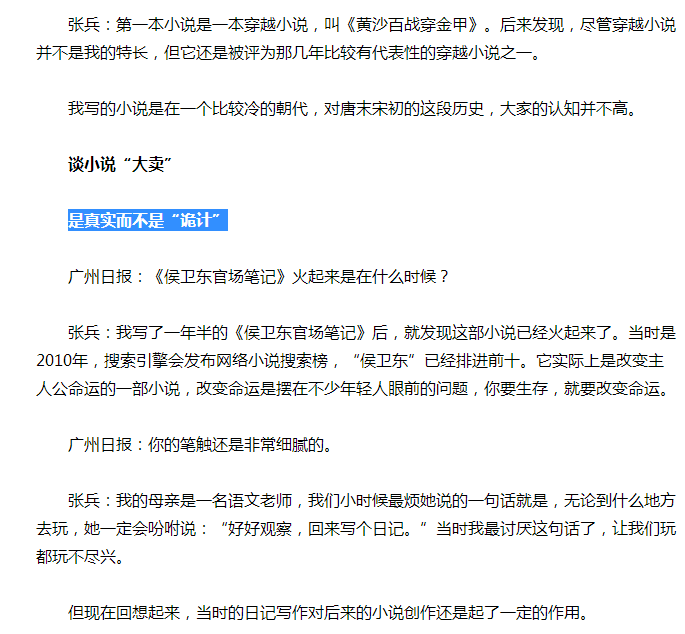 张兵：第一本小说是一本穿越小说，叫《黄沙百战穿金甲》。后来发现，尽管穿越小说
并不是我的特长，但它还是被评为那几年比较有代表性的穿越小说之一。
我写的小说是在一个比较冷的朝代，对唐末宋初的这段历史，大家的认知并不高。
谈小说“大卖”
是真实而不是“诡计”
广州日报：《侯卫东官场笔记》火起来是在什么时候？
张兵：我写了一年半的《侯卫东官场笔记》后，就发现这部小说已经火起来了。当时是
2010年，搜索引擎会发布网络小说搜索榜，“侯卫东”已经排进前十。它实际上是改变主
人公命运的一部小说，改变命运是摆在不少年轻人眼前的问题，你要生存，就要改变命运。
广州日报：你的笔触还是非常细腻的。
张兵：我的母亲是一名语文老师，我们小时候最烦她说的一句话就是，无论到什么地方
去玩，她一定会吩咐说：“好好观察，回来写个日记。”当时我最讨厌这句话了，让我们玩
都玩不尽兴。
但现在回想起来，当时的日记写作对后来的小说创作还是起了一定的作用。